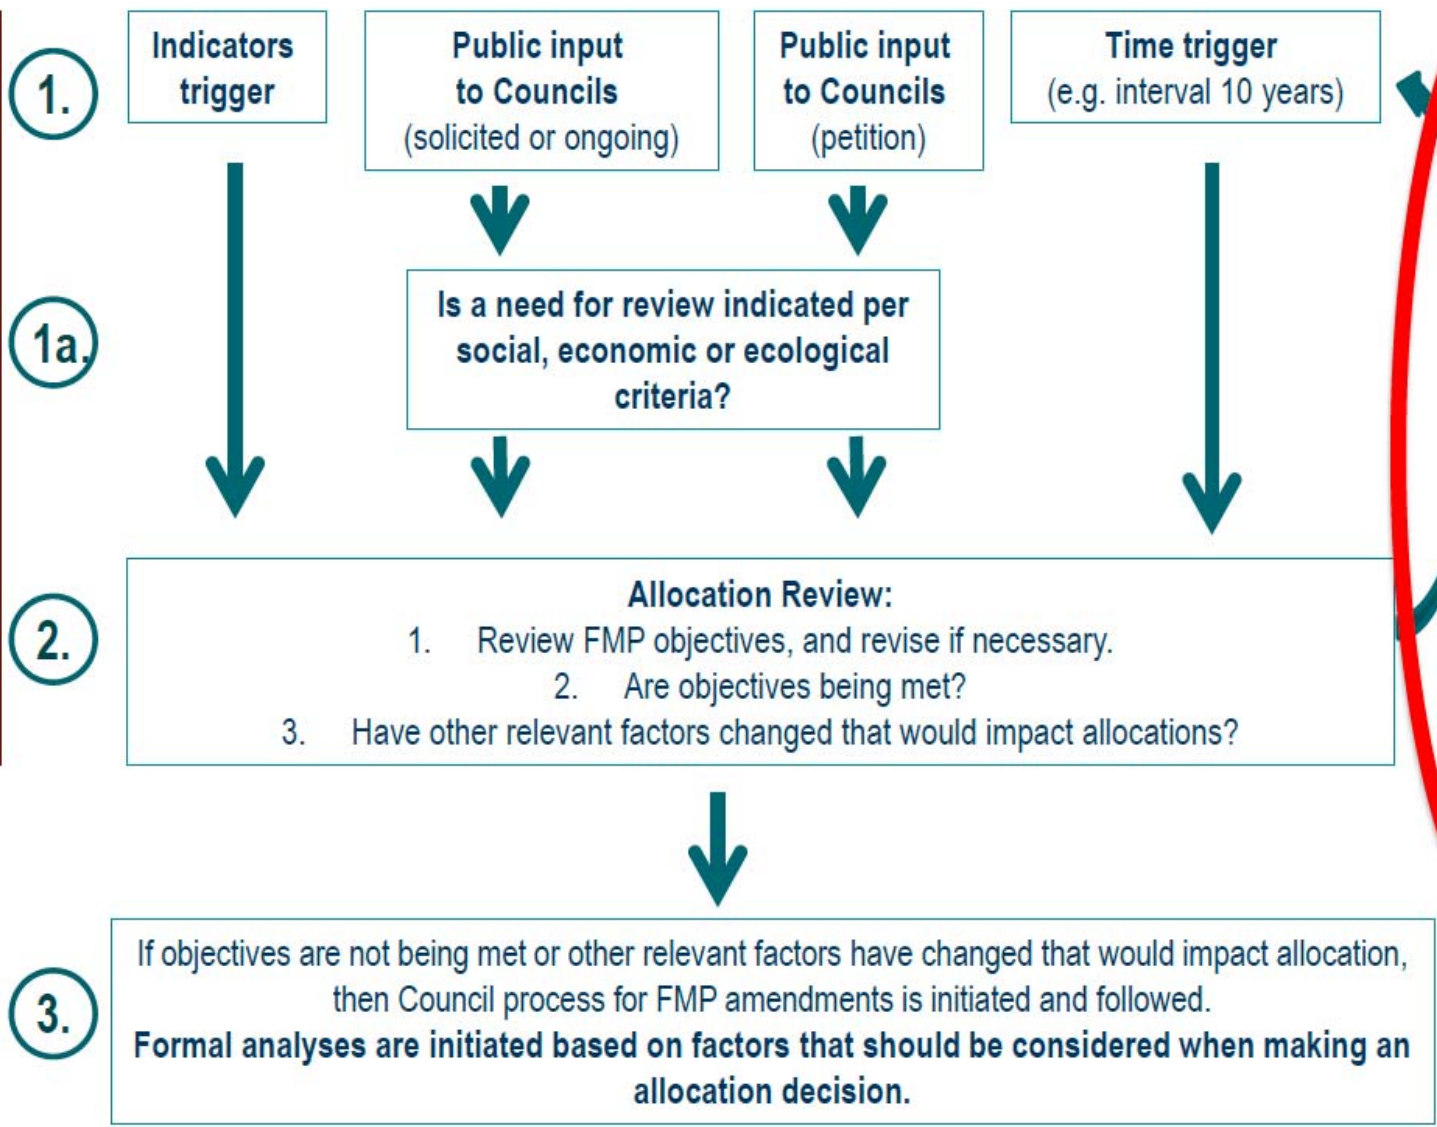 1.
Indicators
trigger
Public input
to Councils
(solicited or ongoing)
Public input
to Councils
(petition)
Time trigger
(e.g. interval 10 years)
1a.
Is a need for review indicated per
social, economic or ecological
criteria?
2.
Allocation Review:
1. Review FMP objectives, and revise if necessary.
2. Are objectives being met?
3. Have other relevant factors changed that would impact allocations?
3.
If objectives are not being met or other relevant factors have changed that would impact allocation,
then Council process for FMP amendments is initiated and followed.
Formal analyses are initiated based on factors that should be considered when making an
allocation decision.